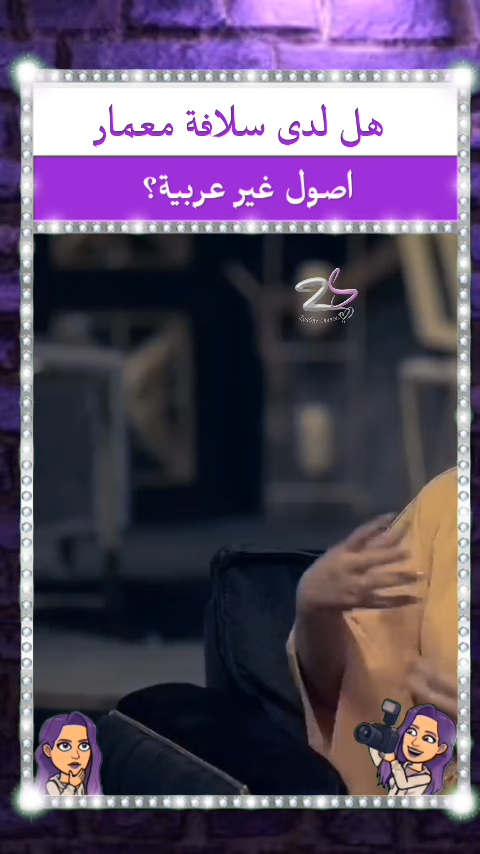 هل لدى سلافة معمار
اصول غير عربية؟